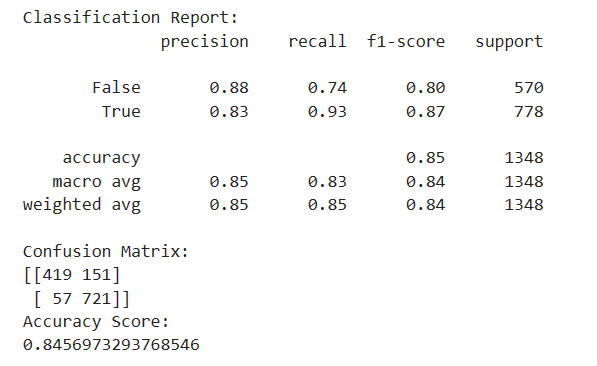 Classification Report:
precision recall f1-score support
False 0.88 0.74 0.80 570
True 0.83 0.93 0.87 778
accuracy 0.85 1348
macro avg 0.85 0.83 0.84 1348
weighted avg 0.85 0.85 0.84 1348
Confusion Matrix:
[[419 151]
[ 57 721]]
Accuracy Score:
0.8456973293768546